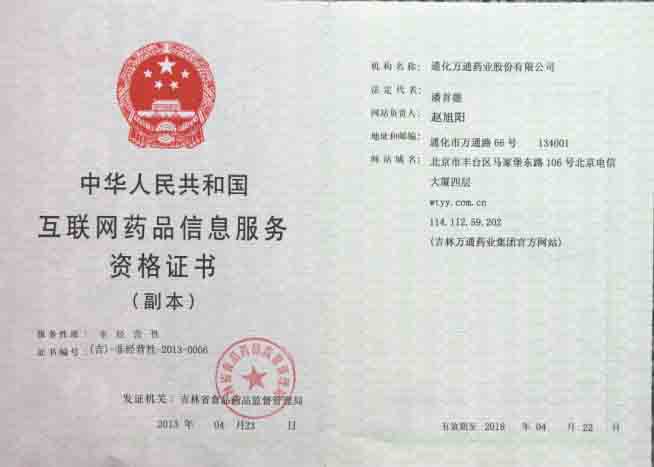 中华人民共和国
互联网药品信息服务
资格证书
(副本)
服务性质: 非 经 营 性
证书编号:(吉)-非经营性-2013-0006
发证机关: 吉林省食品药品监督管理局
2013 年 04 月 23 日
机构名称: 通化万通药业股份有限公司
法定代表: 潘首德
网站负责人: 赵旭阳
地址和邮编: 通化市万通路 66 号 134001
网站域名: 北京市丰台区马家堡东路 106 号北京电信
大厦四层
wtyy.com.cn
114.112.59.202
(吉林万通药业集团官方网站)
有效期至 2018 年 04 月 22 日